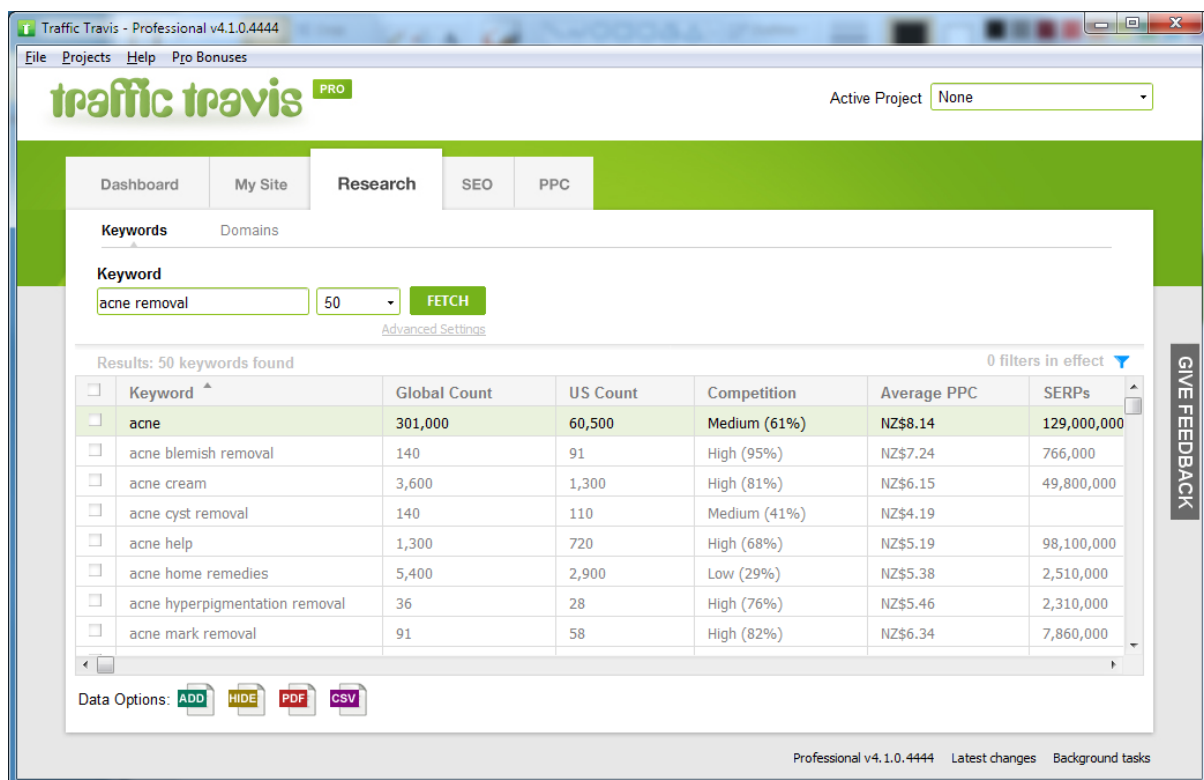 Traffic Travis - Professional v4.1.0.4444
File Projects Help Pro Bonuses
traffic travis PRO
Active Project None
Dashboard My Site Research SEO PPC
Keywords Domains
Keyword
acne removal 50 FETCH
Advanced Settings
Results: 50 keywords found 0 filters in effect
Keyword Global Count US Count Competition Average PPC SERPs
acne 301,000 60,500 Medium (61%) NZ$8.14 129,000,000
acne blemish removal 140 91 High (95%) NZ$7.24 766,000
acne cream 3,600 1,300 High (81%) NZ$6.15 49,800,000
acne cyst removal 140 110 Medium (41%) NZ$4.19
acne help 1,300 720 High (68%) NZ$5.19 98,100,000
acne home remedies 5,400 2,900 Low (29%) NZ$5.38 2,510,000
acne hyperpigmentation removal 36 28 High (76%) NZ$5.46 2,310,000
acne mark removal 91 58 High (82%) NZ$6.34 7,860,000
GIVE FEEDBACK
Data Options: ADD HIDE PDF CSV
Professional v4.1.0.4444 Latest changes Background tasks